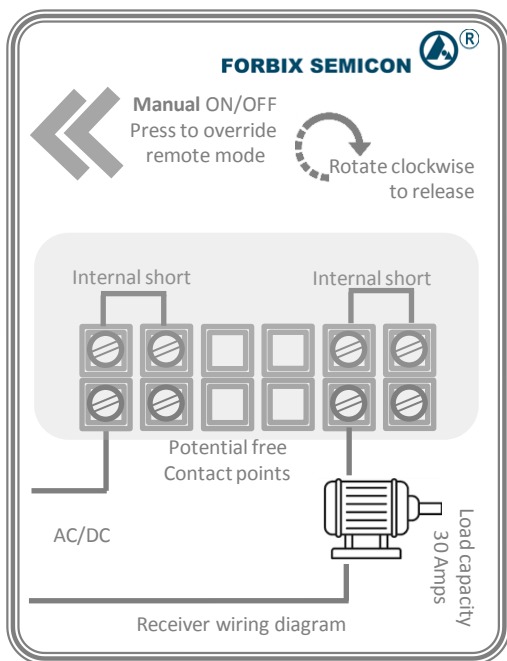 FORBIX SEMICON ®
Manual ON/OFF
Press to override
remote mode
Rotate clockwise
to release
Internal short
Internal short
Potential free
Contact points
AC/DC
Load capacity
30 Amps
Receiver wiring diagram